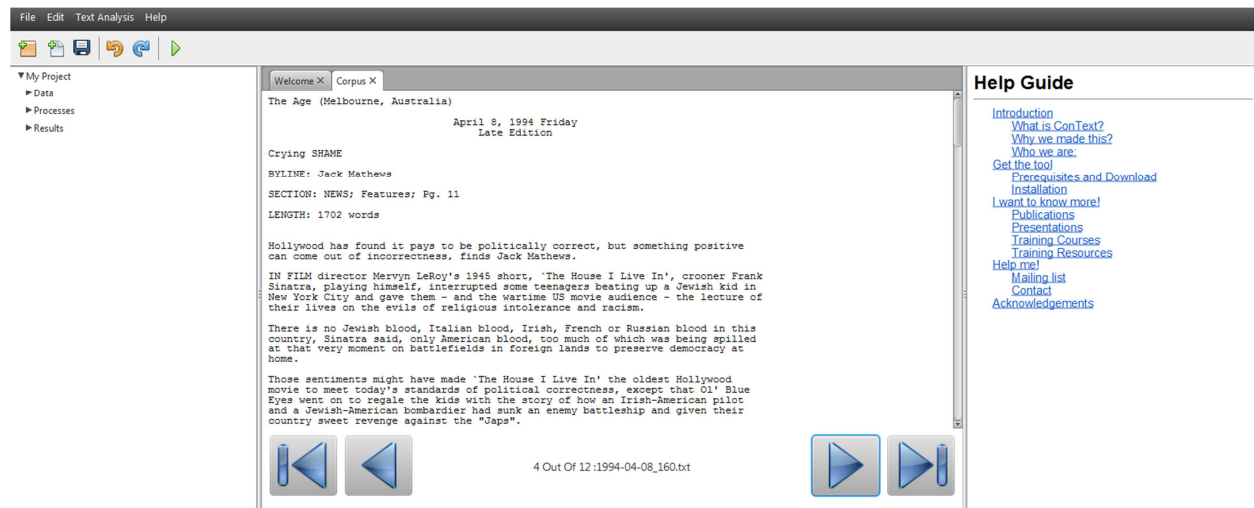 File Edit Text Analysis Help
My Project
Data
Processes
Results
Welcome X Corpus X
The Age (Melbourne, Australia)
April 8, 1994 Friday
Late Edition
Crying SHAME
BYLINE: Jack Mathews
SECTION: NEWS; Features; Pg. 11
LENGTH: 1702 words
Hollywood has found it pays to be politically correct, but something positive
can come out of incorrectness, finds Jack Mathews.
IN FILM director Mervyn LeRoy's 1945 short, `The House I Live In', crooner Frank
Sinatra, playing himself, interrupted some teenagers beating up a Jewish kid in
New York City and gave them - and the wartime US movie audience - the lecture of
their lives on the evils of religious intolerance and racism.
There is no Jewish blood, Italian blood, Irish, French or Russian blood in this
country, Sinatra said, only American blood, too much of which was being spilled
at that very moment on battlefields in foreign lands to preserve democracy at
home.
Those sentiments might have made `The House I Live In' the oldest Hollywood
movie to meet today's standards of political correctness, except that Ol' Blue
Eyes went on to regale the kids with the story of how an Irish-American pilot
and a Jewish-American bombardier had sunk an enemy battleship and given their
country sweet revenge against the "Japs".
4 Out Of 12 :1994-04-08_160.txt
Help Guide
Introduction
What is ConText?
Why we made this?
Who we are:
Get the tool
Prerequisites and Download
Installation
I want to know more!
Publications
Presentations
Training Courses
Training Resources
Help me!
Mailing list
Contact
Acknowledgements